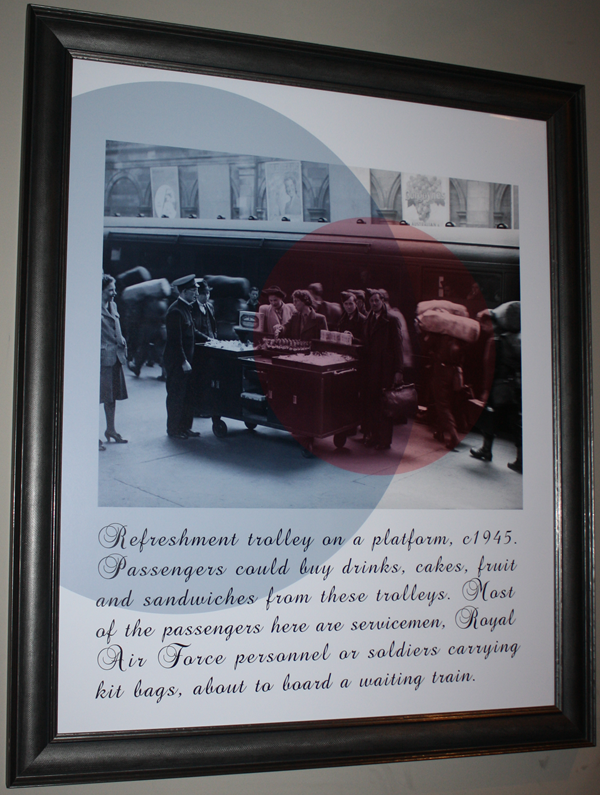 Refreshment trolley on a platform, c1945.
Passengers could buy drinks, cakes, fruit
and sandwiches from these trolleys. Most
of the passengers here are servicemen, Royal
Air Force personnel or soldiers carrying
kit bags, about to board a waiting train.